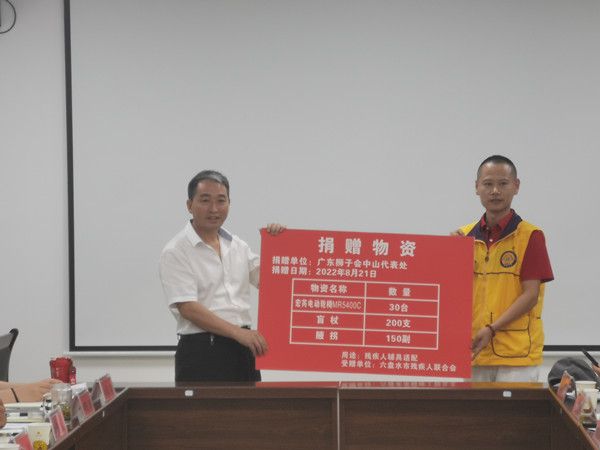 捐赠物资
捐赠单位：广东狮子会中山代表处
捐赠日期：2022年8月21日
物资名称 数量
宏芮电动轮椅MR5400C 30台
盲杖 200支
腋拐 150副
用途：残疾人辅具适配
受赠单位：六盘水市残疾人联合会